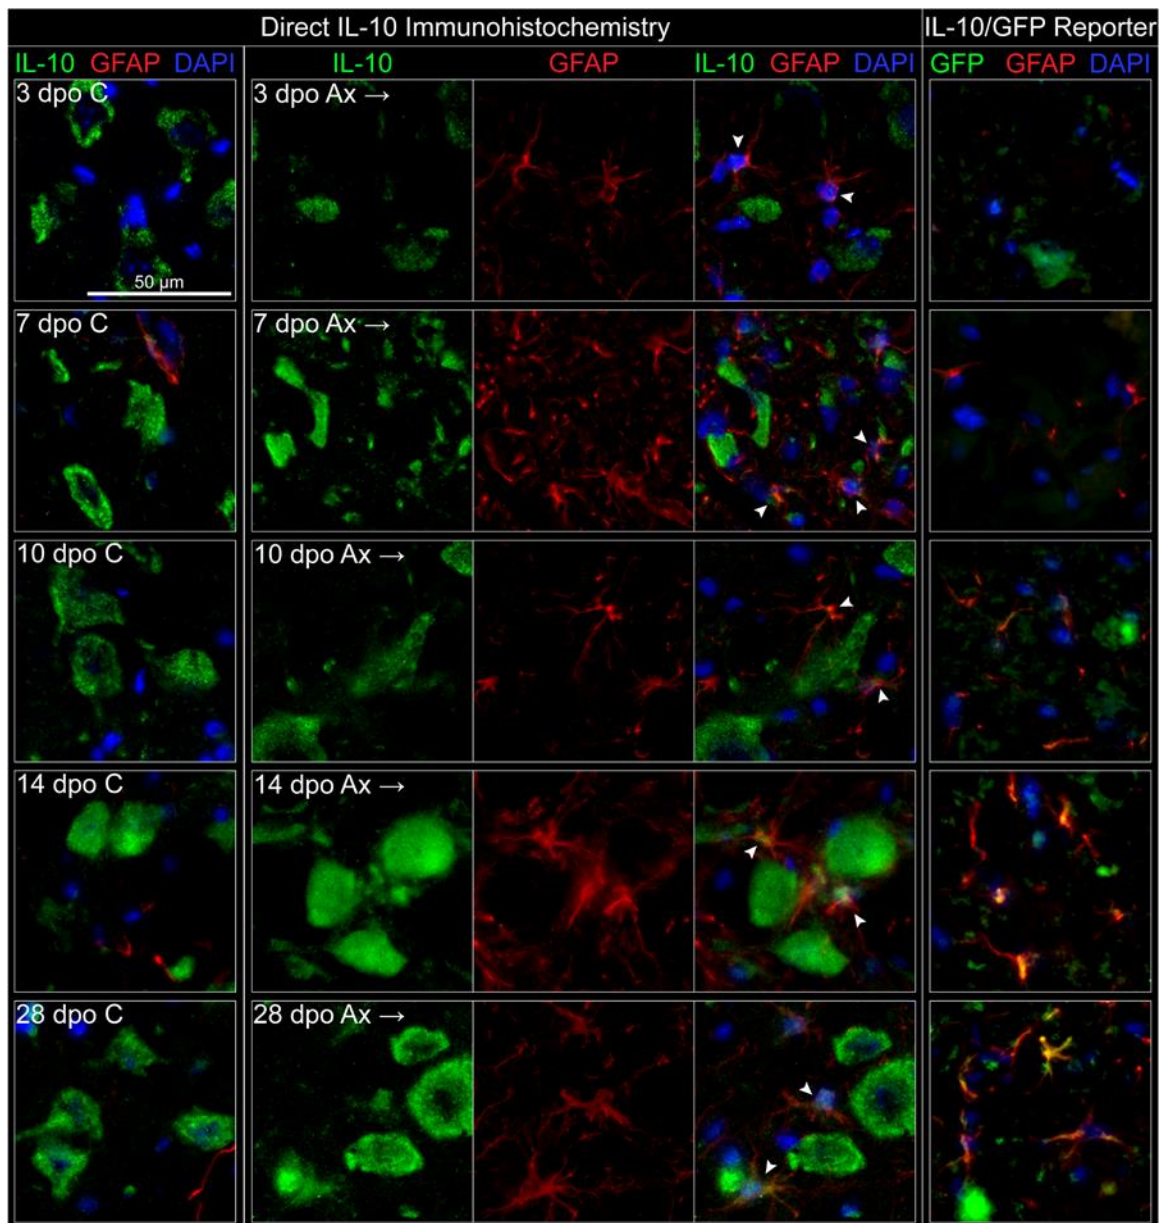 Direct IL-10 Immunohistochemistry
IL-10/GFP Reporter
IL-10 GFAP DAPI
IL-10
GFAP
IL-10 GFAP DAPI
GFP GFAP DAPI
3 dpo C
50 µm
3 dpo Ax →
7 dpo C
7 dpo Ax →
10 dpo C
10 dpo Ax →
14 dpo C
14 dpo Ax →
28 dpo C
28 dpo Ax →